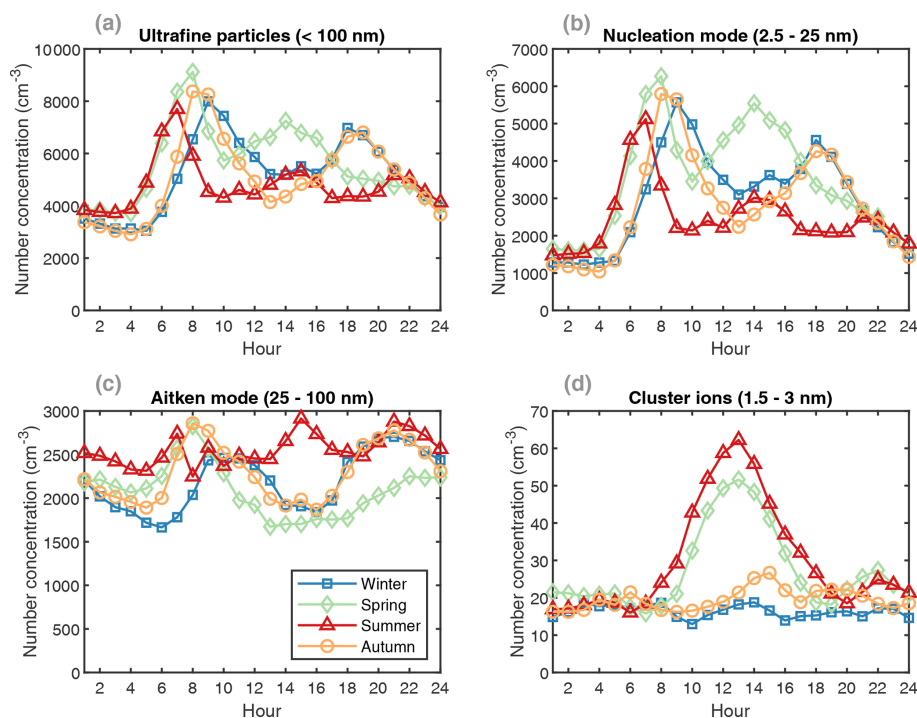 (a)
Ultrafine particles (< 100 nm)
Number concentration (cm⁻³)
10000
8000
6000
4000
2000
0
2 4 6 8 10 12 14 16 18 20 22 24
Hour
(b)
Nucleation mode (2.5 - 25 nm)
Number concentration (cm⁻³)
7000
6000
5000
4000
3000
2000
1000
0
2 4 6 8 10 12 14 16 18 20 22 24
Hour
(c)
Aitken mode (25 - 100 nm)
Number concentration (cm⁻³)
3000
2500
2000
1500
1000
500
0
2 4 6 8 10 12 14 16 18 20 22 24
Hour
Winter
Spring
Summer
Autumn
(d)
Cluster ions (1.5 - 3 nm)
Number concentration (cm⁻³)
70
60
50
40
30
20
10
0
2 4 6 8 10 12 14 16 18 20 22 24
Hour